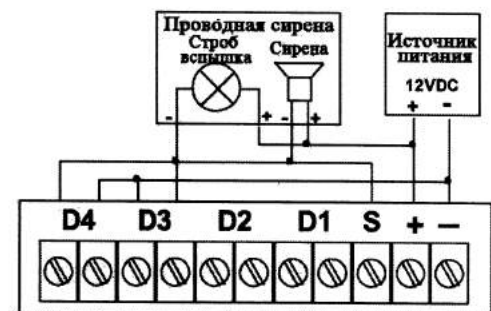 Проводная сирена
Строб вспышка
Сирена
- + - +
Источник питания
12VDC
+ -
D4 D3 D2 D1 S + —